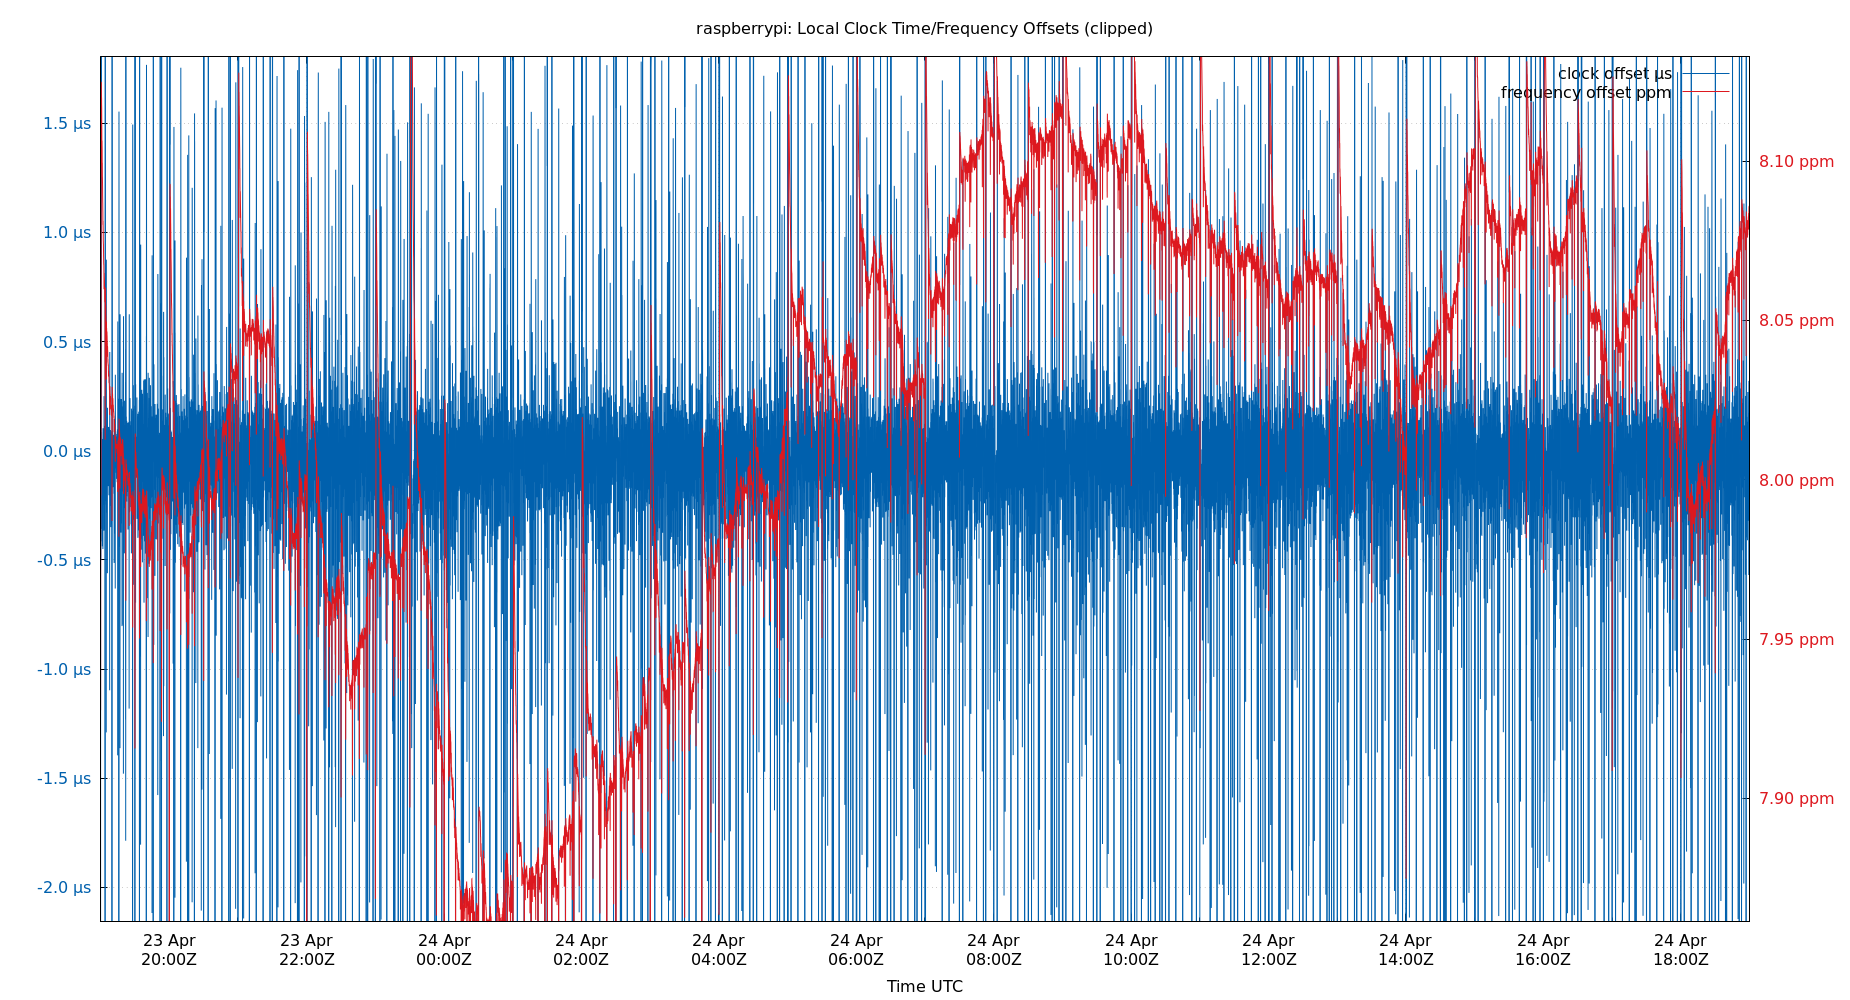 raspberrypi: Local Clock Time/Frequency Offsets (clipped)
clock offset µs
frequency offset ppm
1.5 µs
1.0 µs
0.5 µs
0.0 µs
-0.5 µs
-1.0 µs
-1.5 µs
-2.0 µs
8.10 ppm
8.05 ppm
8.00 ppm
7.95 ppm
7.90 ppm
23 Apr 23 Apr 24 Apr 24 Apr 24 Apr 24 Apr 24 Apr 24 Apr 24 Apr 24 Apr 24 Apr 24 Apr
20:00Z 22:00Z 00:00Z 02:00Z 04:00Z 06:00Z 08:00Z 10:00Z 12:00Z 14:00Z 16:00Z 18:00Z
Time UTC